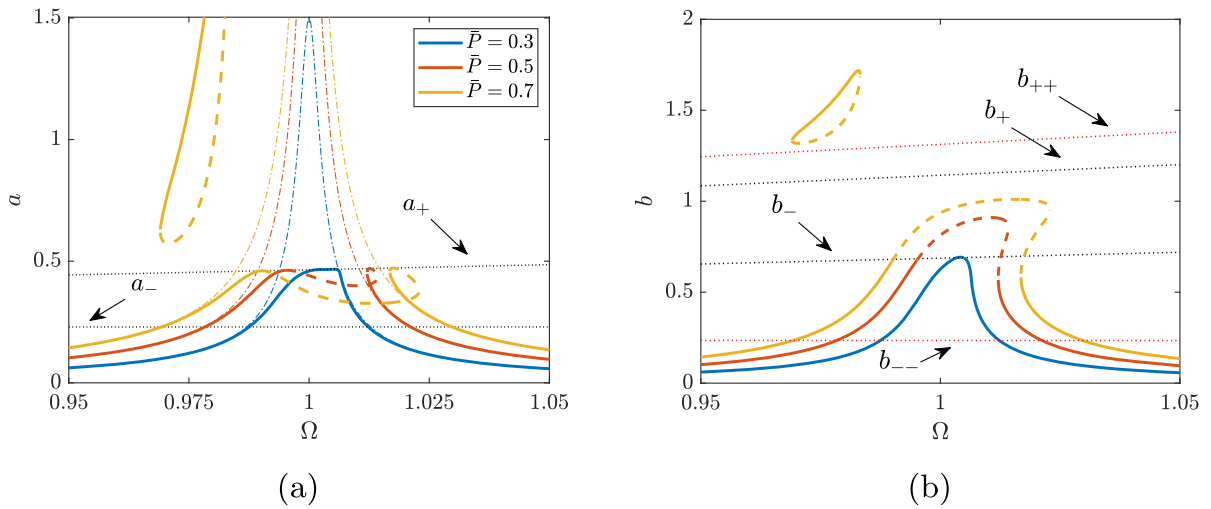 1.5
1
0.5
0
a
0.95
0.975
1
1.025
1.05
Ω
P̄ = 0.3
P̄ = 0.5
P̄ = 0.7
a₊
a₋
(a)
2
1.5
1
0.5
0
b
0.95
1
1.05
Ω
b₊₊
b₊
b₋
b₋₋
(b)